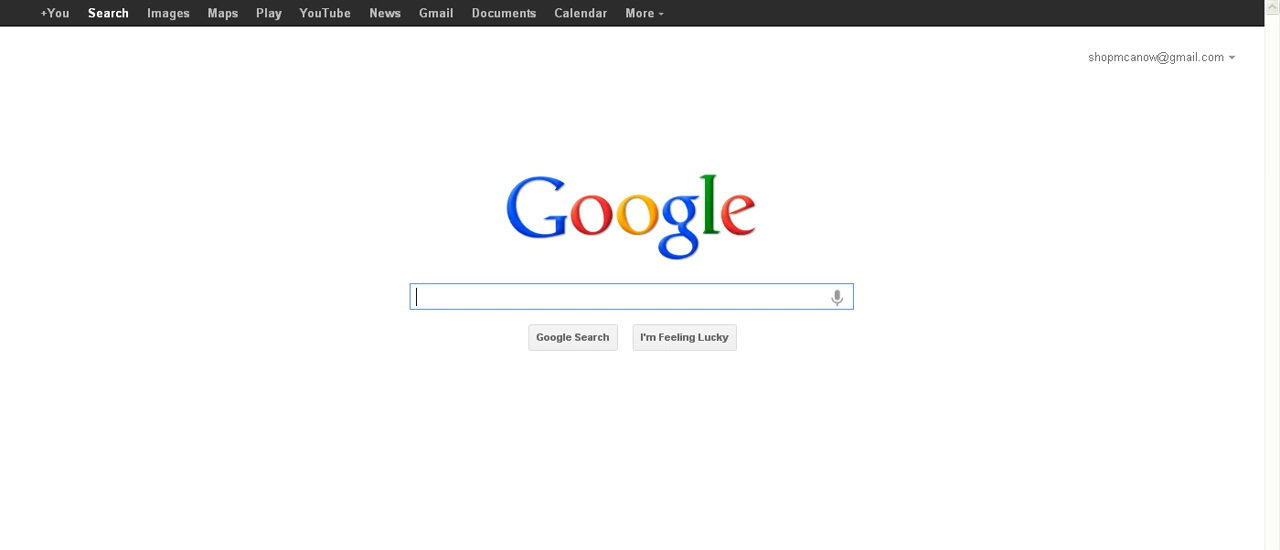 +You Search Images Maps Play YouTube News Gmail Documents Calendar More
shopmcanow@gmail.com
Google
Google Search I'm Feeling Lucky